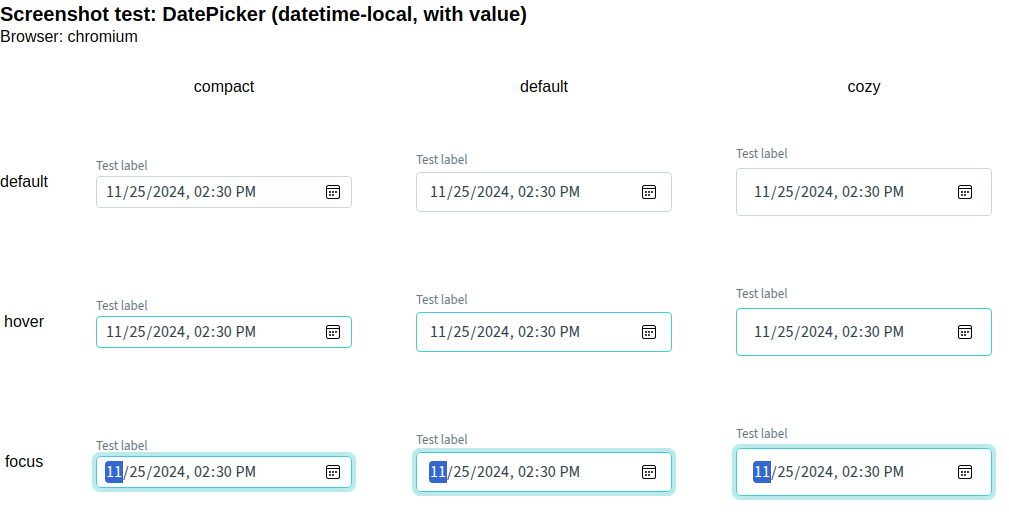 Screenshot test: DatePicker (datetime-local, with value)
Browser: chromium
compact default cozy
Test label Test label Test label
default 11/25/2024, 02:30 PM 11/25/2024, 02:30 PM 11/25/2024, 02:30 PM
Test label Test label Test label
hover 11/25/2024, 02:30 PM 11/25/2024, 02:30 PM 11/25/2024, 02:30 PM
Test label Test label Test label
focus 11/25/2024, 02:30 PM 11/25/2024, 02:30 PM 11/25/2024, 02:30 PM